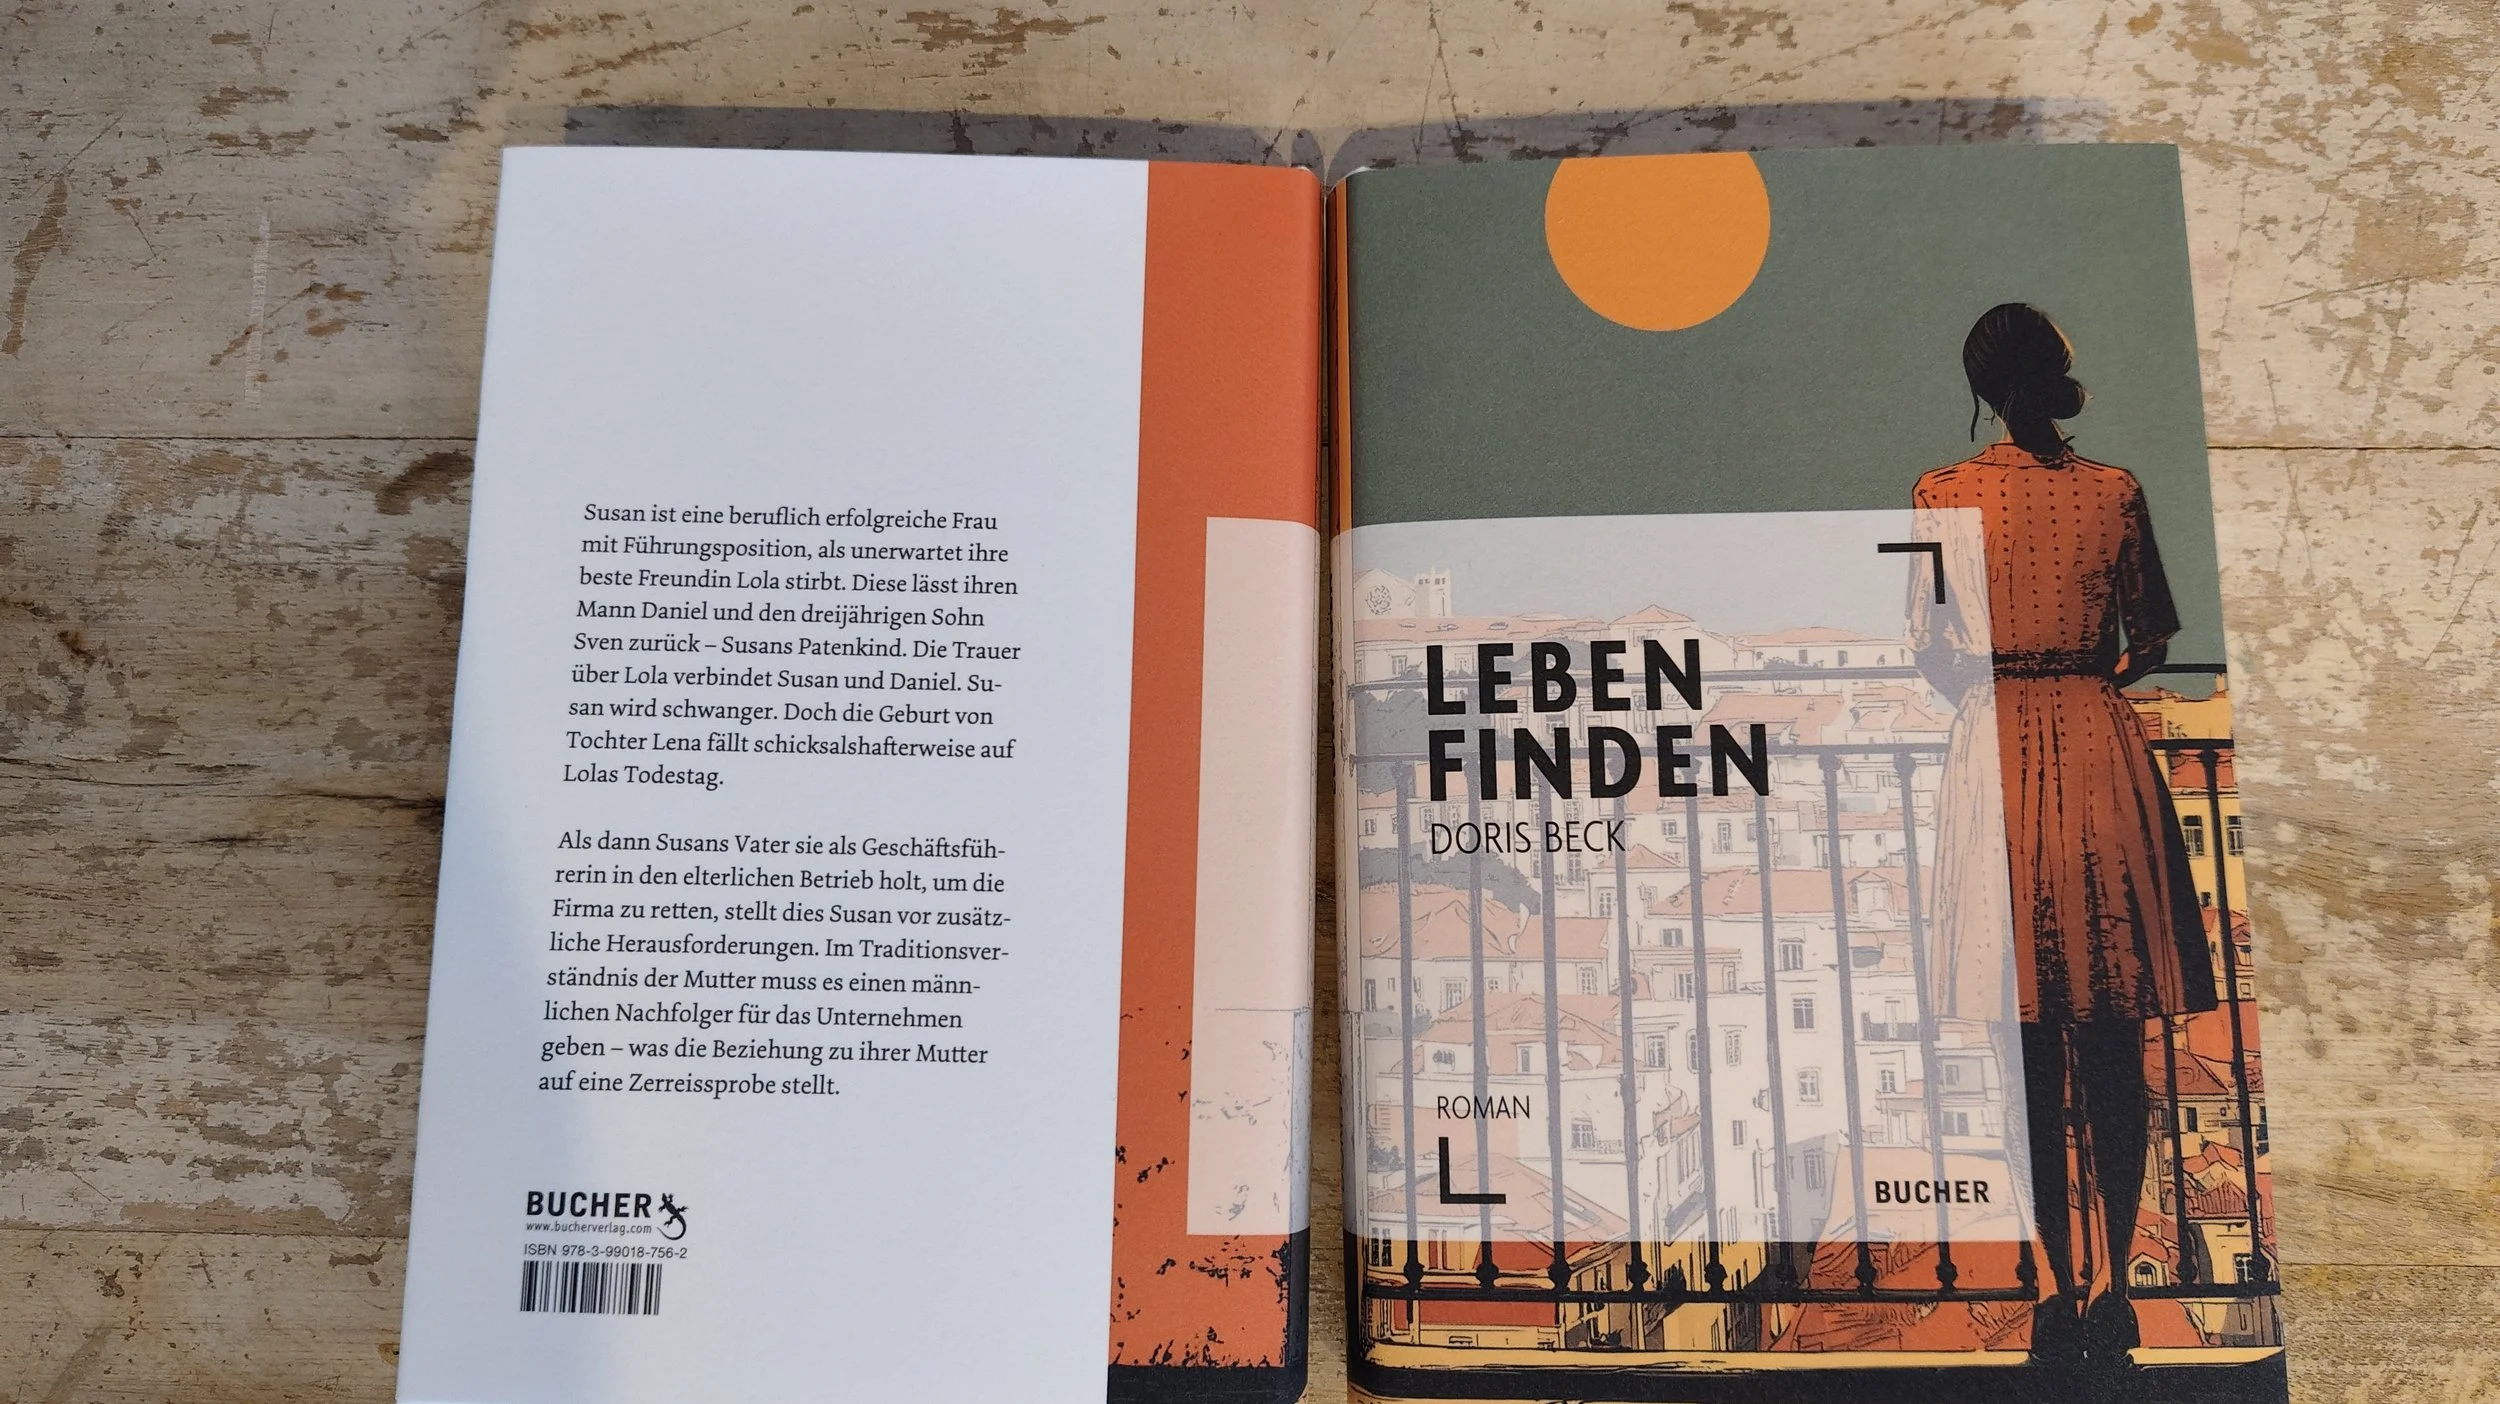 Susan ist eine beruflich erfolgreiche Frau
mit Führungsposition, als unerwartet ihre
beste Freundin Lola stirbt. Diese lässt ihren
Mann Daniel und den dreijährigen Sohn
Sven zurück – Susans Patenkind. Die Trauer
über Lola verbindet Susan und Daniel. Su-
san wird schwanger. Doch die Geburt von
Tochter Lena fällt schicksalshafterweise auf
Lolas Todestag.
Als dann Susans Vater sie als Geschäftsfüh-
rerin in den elterlichen Betrieb holt, um die
Firma zu retten, stellt dies Susan vor zusätz-
liche Herausforderungen. Im Traditionsver-
ständnis der Mutter muss es einen männ-
lichen Nachfolger für das Unternehmen
geben – was die Beziehung zu ihrer Mutter
auf eine Zerreissprobe stellt.
BUCHER
www.bucherverlag.com
ISBN 978-3-99018-756-2
LEBEN
FINDEN
DORIS BECK
ROMAN
BUCHER